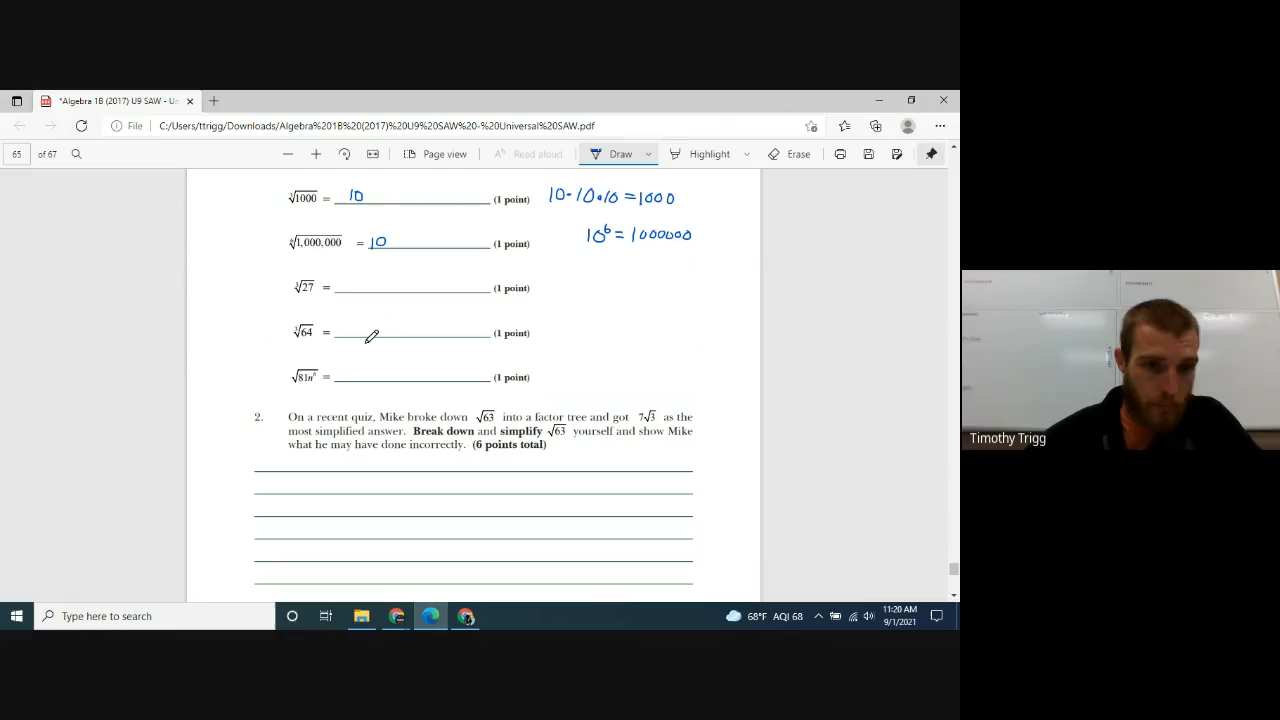 *Algebra 1B (2017) U9 SAW - Un
File C:/Users/ttrigg/Downloads/Algebra%201B%20(2017)%20U9%20SAW%20-%20Universal%20SAW.pdf
65 of 67 Page view Read aloud Draw Highlight Erase
∛1000 = 10 (1 point) 10·10·10=1000
⁶√1,000,000 = 10 (1 point) 10⁶=1000000
∛27 = (1 point)
∛64 = (1 point)
√81n⁶ = (1 point)
2. On a recent quiz, Mike broke down √63 into a factor tree and got 7√3 as the
most simplified answer. Break down and simplify √63 yourself and show Mike
what he may have done incorrectly. (6 points total)
Timothy Trigg
Type here to search 68°F AQI 68 11:20 AM
9/1/2021